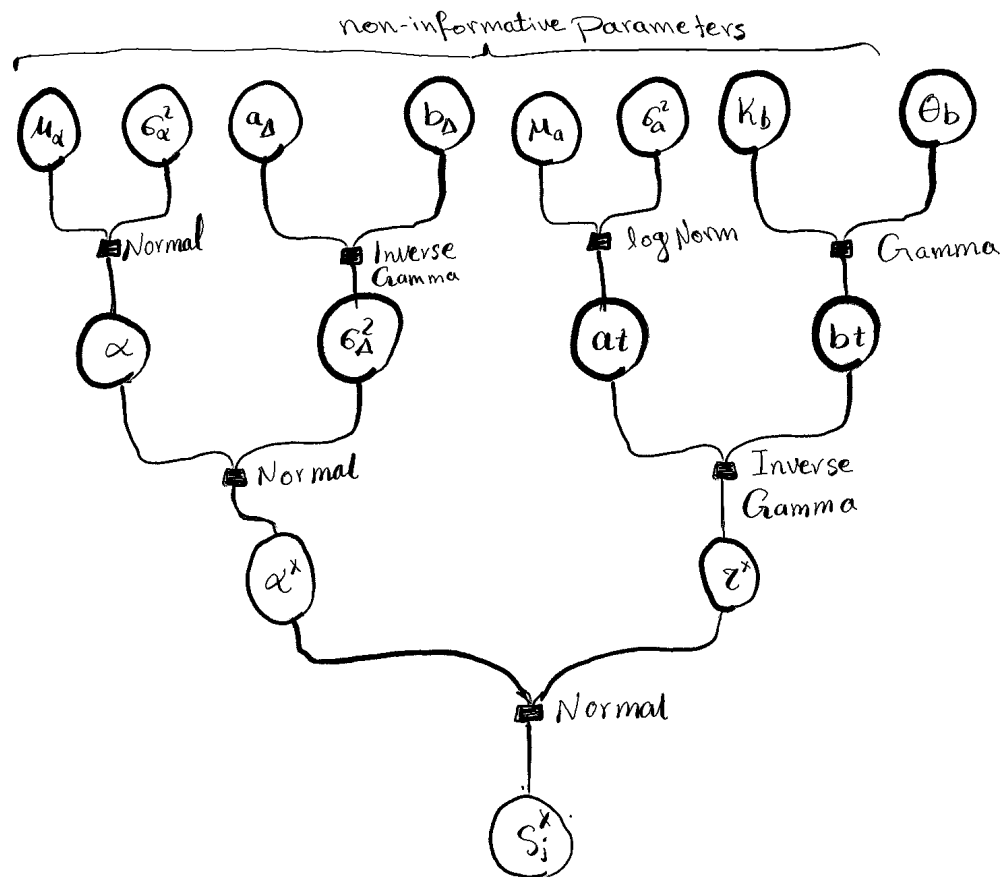 non-informative Parameters
μα σ²α aΔ bΔ μa σ²a Kb θb
Normal
Inverse
Gamma
log Norm
Gamma
α σ²Δ at bt
Normal
Inverse
Gamma
αˣ τˣ
Normal
Sjˣ